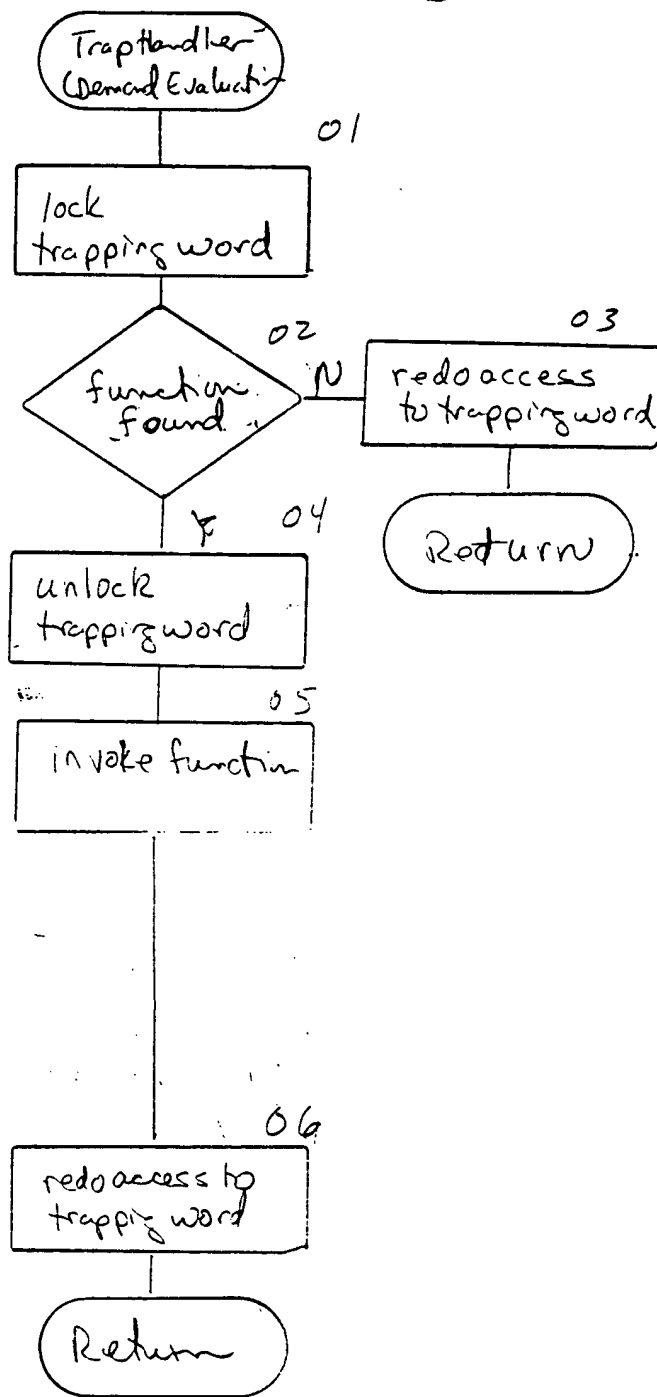 TrapHandler
(Demand Evaluation
01
lock
trapping word
02
function
found
N
03
redo access
to trapping word
Return
Y
04
unlock
trapping word
05
invoke function
06
redo access to
trapping word
Return